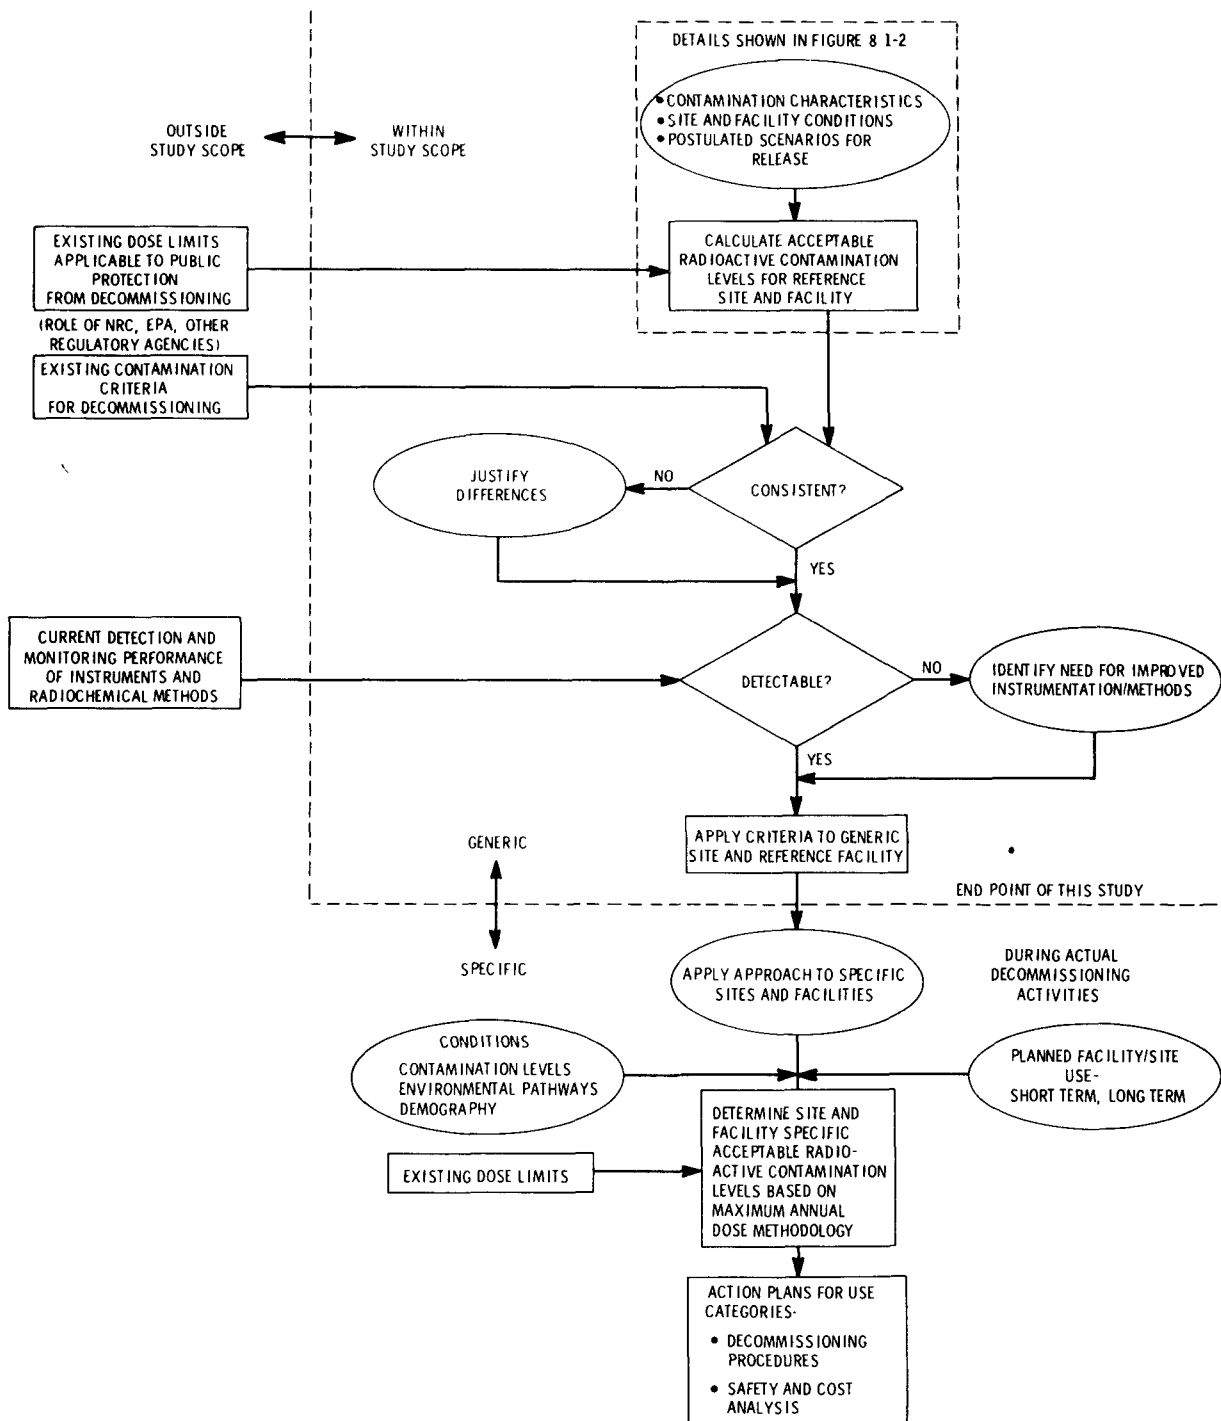 DETAILS SHOWN IN FIGURE 8 1-2
• CONTAMINATION CHARACTERISTICS
• SITE AND FACILITY CONDITIONS
• POSTULATED SCENARIOS FOR
RELEASE
OUTSIDE
STUDY SCOPE
WITHIN
STUDY SCOPE
EXISTING DOSE LIMITS
APPLICABLE TO PUBLIC
PROTECTION
FROM DECOMMISSIONING
CALCULATE ACCEPTABLE
RADIOACTIVE CONTAMINATION
LEVELS FOR REFERENCE
SITE AND FACILITY
(ROLE OF NRC, EPA, OTHER
REGULATORY AGENCIES)
EXISTING CONTAMINATION
CRITERIA
FOR DECOMMISSIONING
JUSTIFY
DIFFERENCES
NO
CONSISTENT?
YES
CURRENT DETECTION AND
MONITORING PERFORMANCE
OF INSTRUMENTS AND
RADIOCHEMICAL METHODS
DETECTABLE?
NO
IDENTIFY NEED FOR IMPROVED
INSTRUMENTATION/METHODS
YES
APPLY CRITERIA TO GENERIC
SITE AND REFERENCE FACILITY
GENERIC
END POINT OF THIS STUDY
SPECIFIC
APPLY APPROACH TO SPECIFIC
SITES AND FACILITIES
DURING ACTUAL
DECOMMISSIONING
ACTIVITIES
CONDITIONS
CONTAMINATION LEVELS
ENVIRONMENTAL PATHWAYS
DEMOGRAPHY
PLANNED FACILITY/SITE
USE-
SHORT TERM, LONG TERM
EXISTING DOSE LIMITS
DETERMINE SITE AND
FACILITY SPECIFIC
ACCEPTABLE RADIO-
ACTIVE CONTAMINATION
LEVELS BASED ON
MAXIMUM ANNUAL
DOSE METHODOLOGY
ACTION PLANS FOR USE
CATEGORIES-
• DECOMMISSIONING
PROCEDURES
• SAFETY AND COST
ANALYSIS